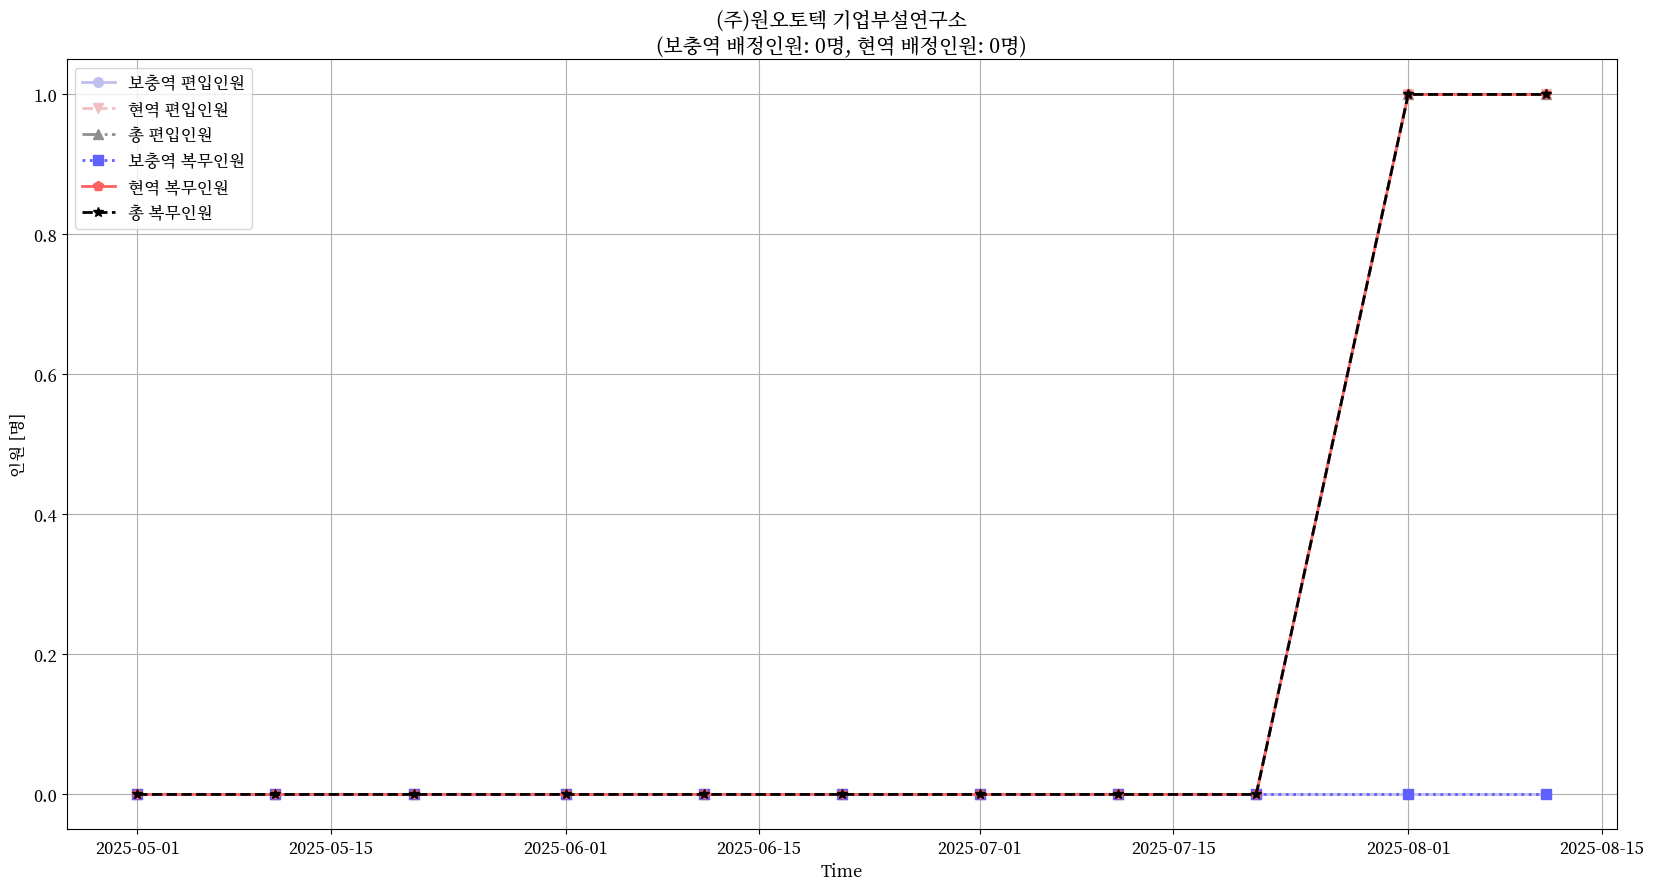 (주)원오토텍 기업부설연구소
(보충역 배정인원: 0명, 현역 배정인원: 0명)
보충역 편입인원
현역 편입인원
총 편입인원
보충역 복무인원
현역 복무인원
총 복무인원
1.0
0.8
0.6
0.4
0.2
0.0
인원 [명]
2025-05-01 2025-05-15 2025-06-01 2025-06-15 2025-07-01 2025-07-15 2025-08-01 2025-08-15
Time